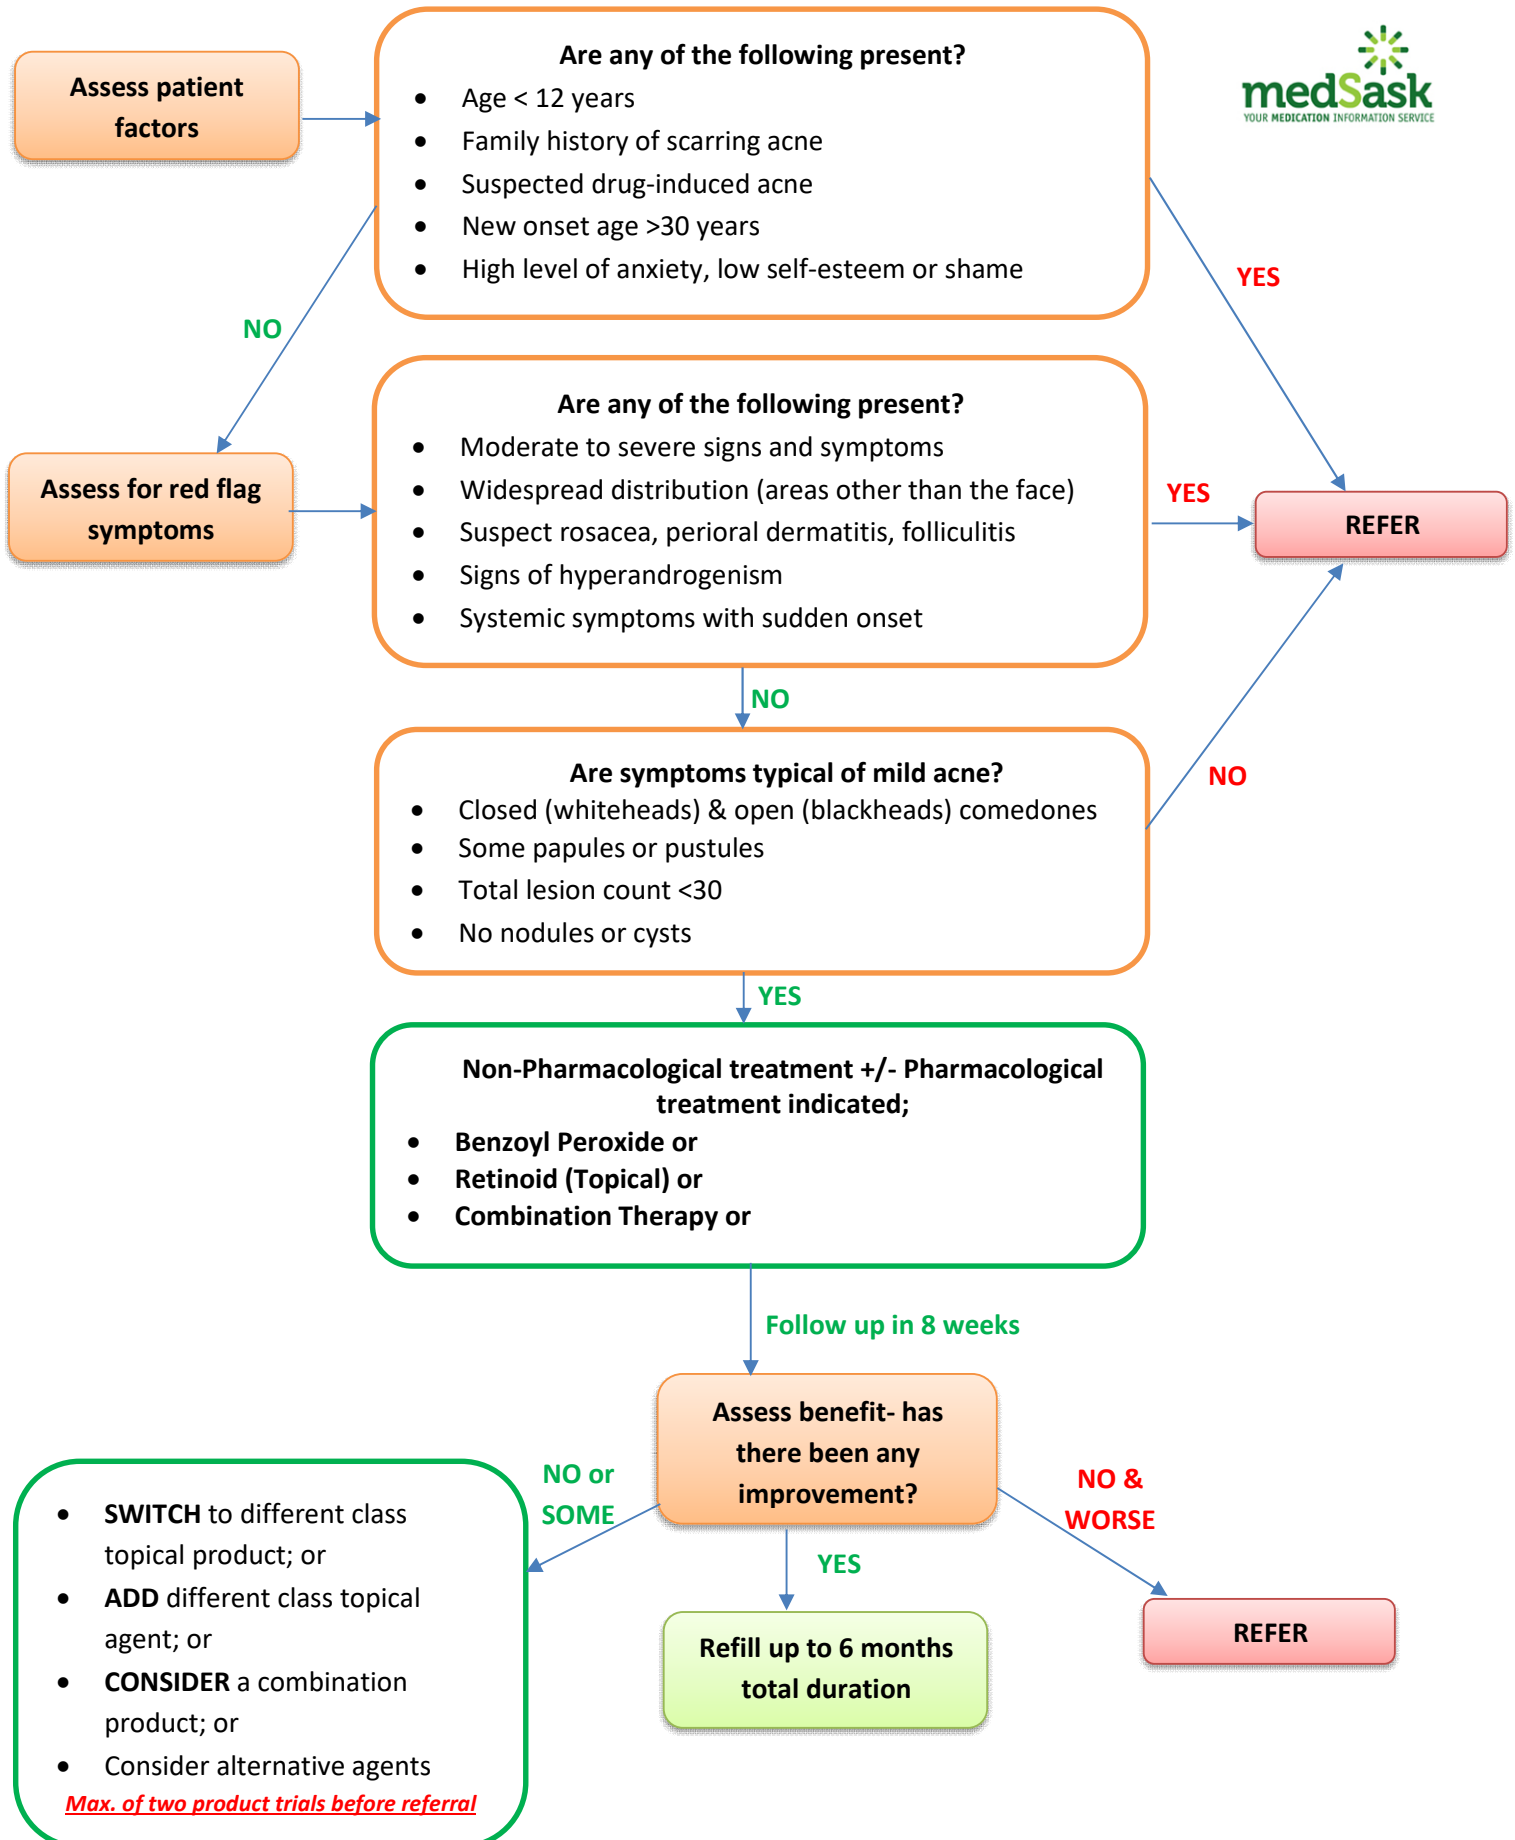 Assess patient
factors
Are any of the following present?
• Age < 12 years
• Family history of scarring acne
• Suspected drug-induced acne
• New onset age >30 years
• High level of anxiety, low self-esteem or shame
medSask
YOUR MEDICATION INFORMATION SERVICE
YES
NO
Assess for red flag
symptoms
Are any of the following present?
• Moderate to severe signs and symptoms
• Widespread distribution (areas other than the face)
• Suspect rosacea, perioral dermatitis, folliculitis
• Signs of hyperandrogenism
• Systemic symptoms with sudden onset
YES
REFER
NO
Are symptoms typical of mild acne?
• Closed (whiteheads) & open (blackheads) comedones
• Some papules or pustules
• Total lesion count <30
• No nodules or cysts
NO
YES
Non-Pharmacological treatment +/- Pharmacological
treatment indicated;
• Benzoyl Peroxide or
• Retinoid (Topical) or
• Combination Therapy or
Follow up in 8 weeks
Assess benefit- has
there been any
improvement?
NO or
SOME
YES
NO &
WORSE
• SWITCH to different class
topical product; or
• ADD different class topical
agent; or
• CONSIDER a combination
product; or
• Consider alternative agents
Max. of two product trials before referral
Refill up to 6 months
total duration
REFER